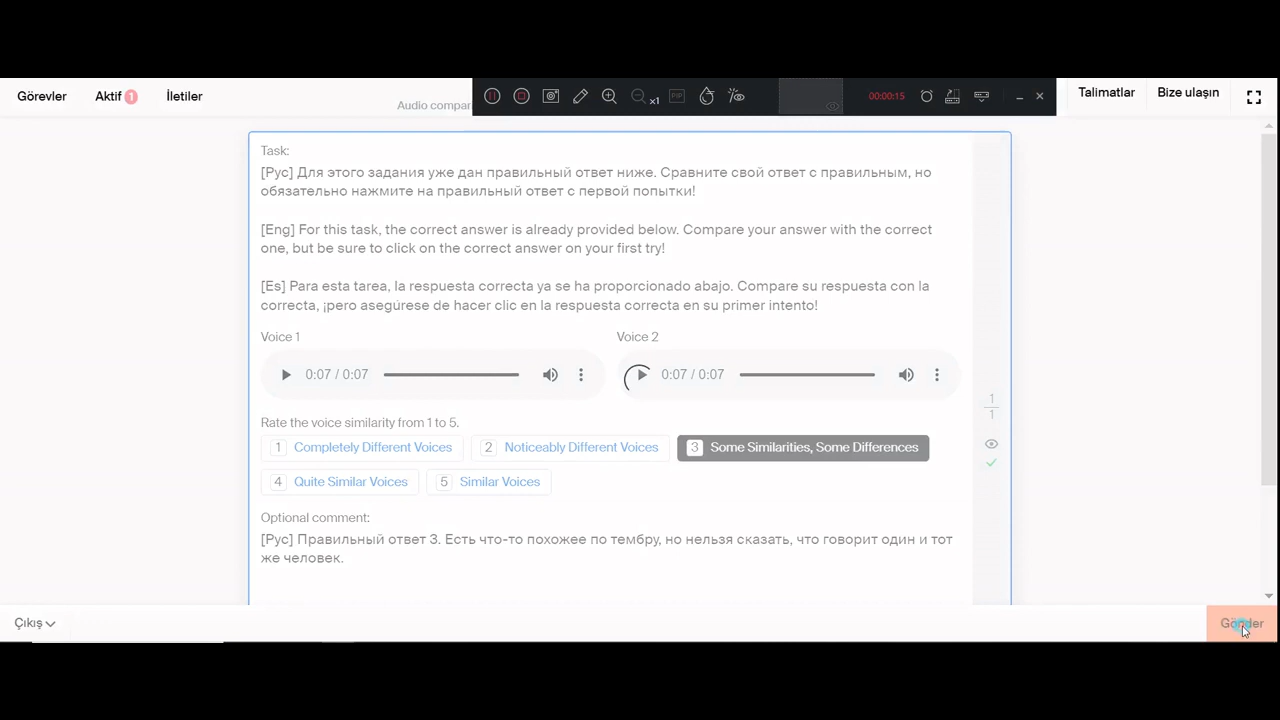 Görevler Aktif 1 İletiler
Audio compar
x1 PIP 00:00:15
Talimatlar Bize ulaşın
Task:
[Рус] Для этого задания уже дан правильный ответ ниже. Сравните свой ответ с правильным, но
обязательно нажмите на правильный ответ с первой попытки!
[Eng] For this task, the correct answer is already provided below. Compare your answer with the correct
one, but be sure to click on the correct answer on your first try!
[Es] Para esta tarea, la respuesta correcta ya se ha proporcionado abajo. Compare su respuesta con la
correcta, ¡pero asegúrese de hacer clic en la respuesta correcta en su primer intento!
Voice 1 Voice 2
0:07 / 0:07 0:07 / 0:07
1
1
Rate the voice similarity from 1 to 5.
1 Completely Different Voices 2 Noticeably Different Voices 3 Some Similarities, Some Differences
4 Quite Similar Voices 5 Similar Voices
Optional comment:
[Рус] Правильный ответ 3. Есть что-то похожее по тембру, но нельзя сказать, что говорит один и тот
же человек.
Çıkış Gönder